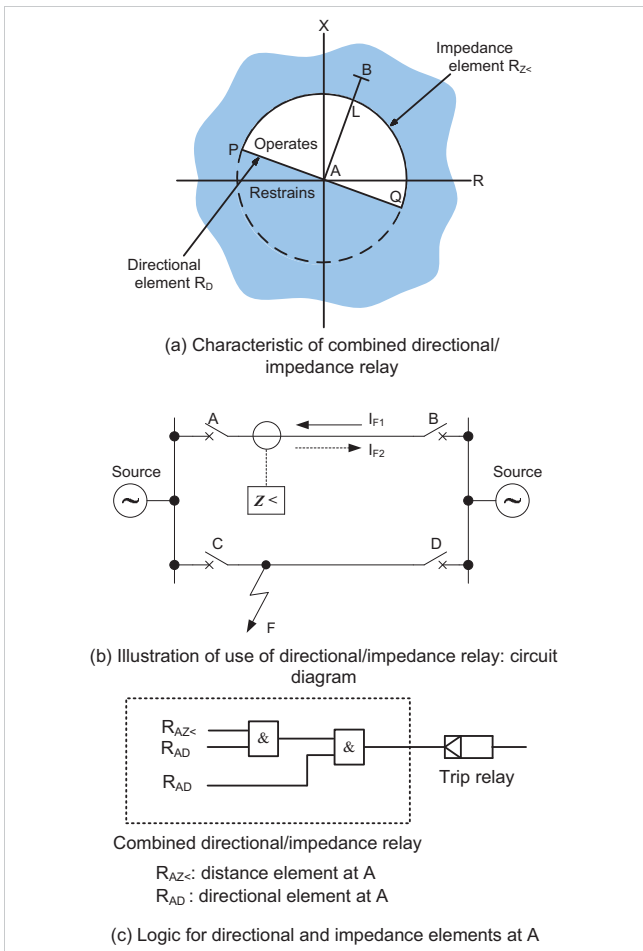 X
B
Impedance
element RZ<
L
P
Operates
A
R
Restrains
Q
Directional
element RD
(a) Characteristic of combined directional/
impedance relay
A
IF1
B
IF2
Source
Source
~
~
Z <
C
D
F
(b) Illustration of use of directional/impedance relay: circuit
diagram
RAZ<
&
RAD
&
RAD
Trip relay
Combined directional/impedance relay
RAZ<: distance element at A
RAD : directional element at A
(c) Logic for directional and impedance elements at A